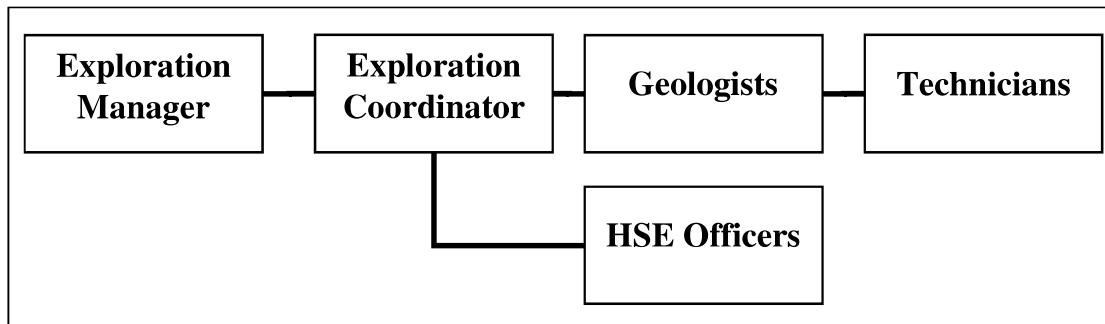 Exploration
Manager
Exploration
Coordinator
Geologists
Technicians
HSE Officers